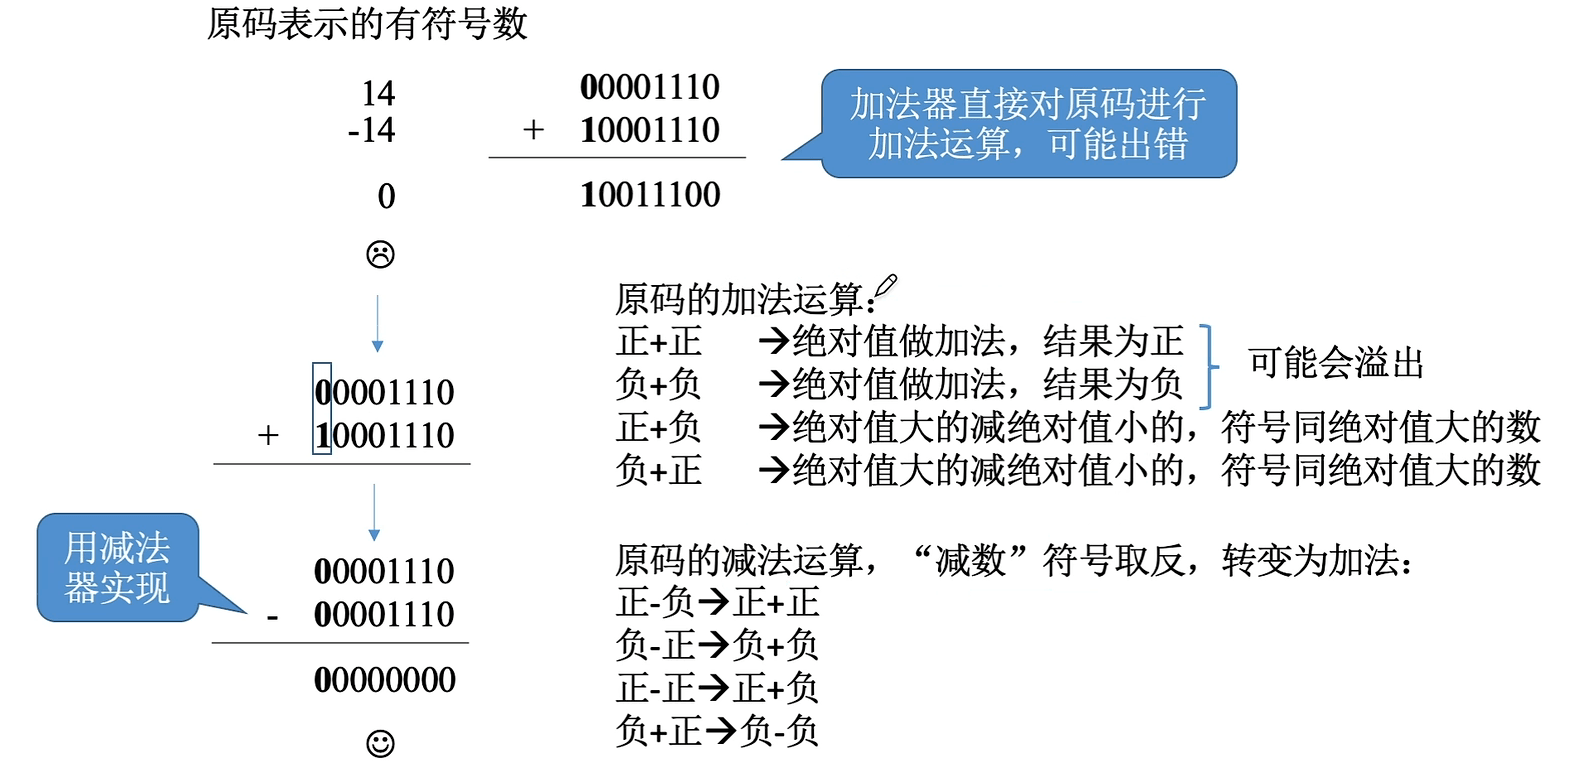 原码表示的有符号数
14
-14
0
00001110
+ 10001110
10011100
加法器直接对原码进行
加法运算，可能出错
00001110
+ 10001110
用减法
器实现
00001110
- 00001110
00000000
原码的加法运算：
正+正 →绝对值做加法，结果为正
负+负 →绝对值做加法，结果为负
可能会溢出
正+负 →绝对值大的减绝对值小的，符号同绝对值大的数
负+正 →绝对值大的减绝对值小的，符号同绝对值大的数
原码的减法运算，“减数”符号取反，转变为加法：
正-负→正+正
负-正→负+负
正-正→正+负
负+正→负-负